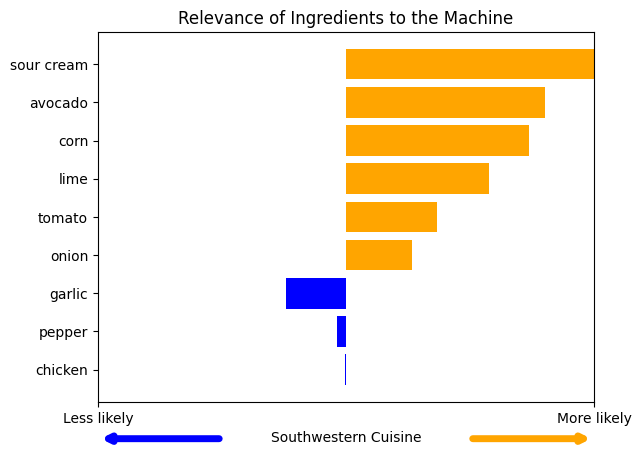 Relevance of Ingredients to the Machine
sour cream
avocado
corn
lime
tomato
onion
garlic
pepper
chicken
Less likely
More likely
Southwestern Cuisine